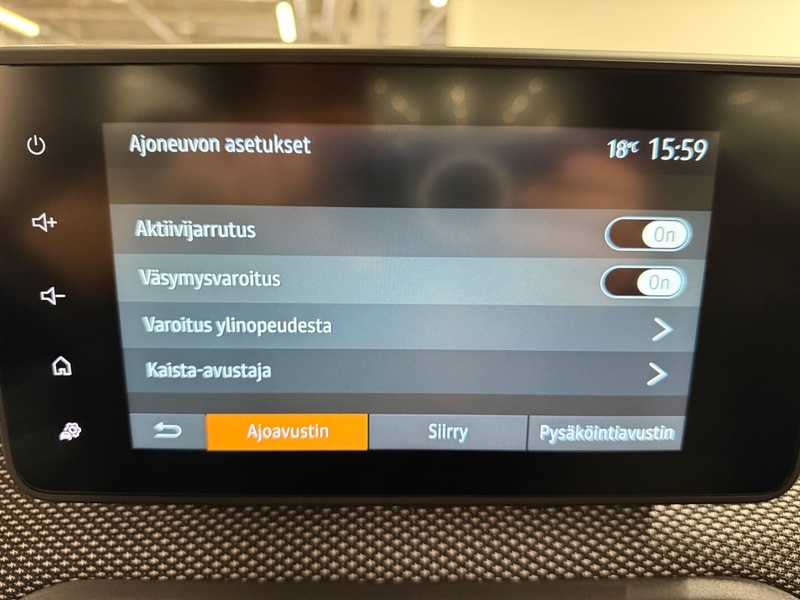 Ajoneuvon asetukset
18°C 15:59
Aktiivijarrutus On
Väsymysvaroitus On
Varoitus ylinopeudesta
Kaista-avustaja
Ajoavustin Siirry Pysäköintiavustin